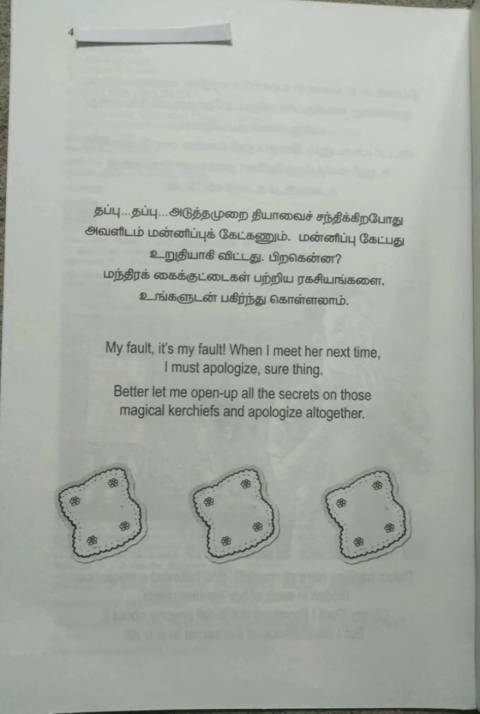 4
தப்பு...தப்பு...அடுத்தமுறை தியாவைச் சந்திக்கிறபோது
அவளிடம் மன்னிப்புக் கேட்கணும். மன்னிப்பு கேட்பது
உறுதியாகி விட்டது. பிறகென்ன?
மந்திரக் கைக்குட்டைகள் பற்றிய ரகசியங்களை,
உங்களுடன் பகிர்ந்து கொள்ளலாம்.
My fault, it's my fault! When I meet her next time,
I must apologize, sure thing.
Better let me open-up all the secrets on those
magical kerchiefs and apologize altogether.